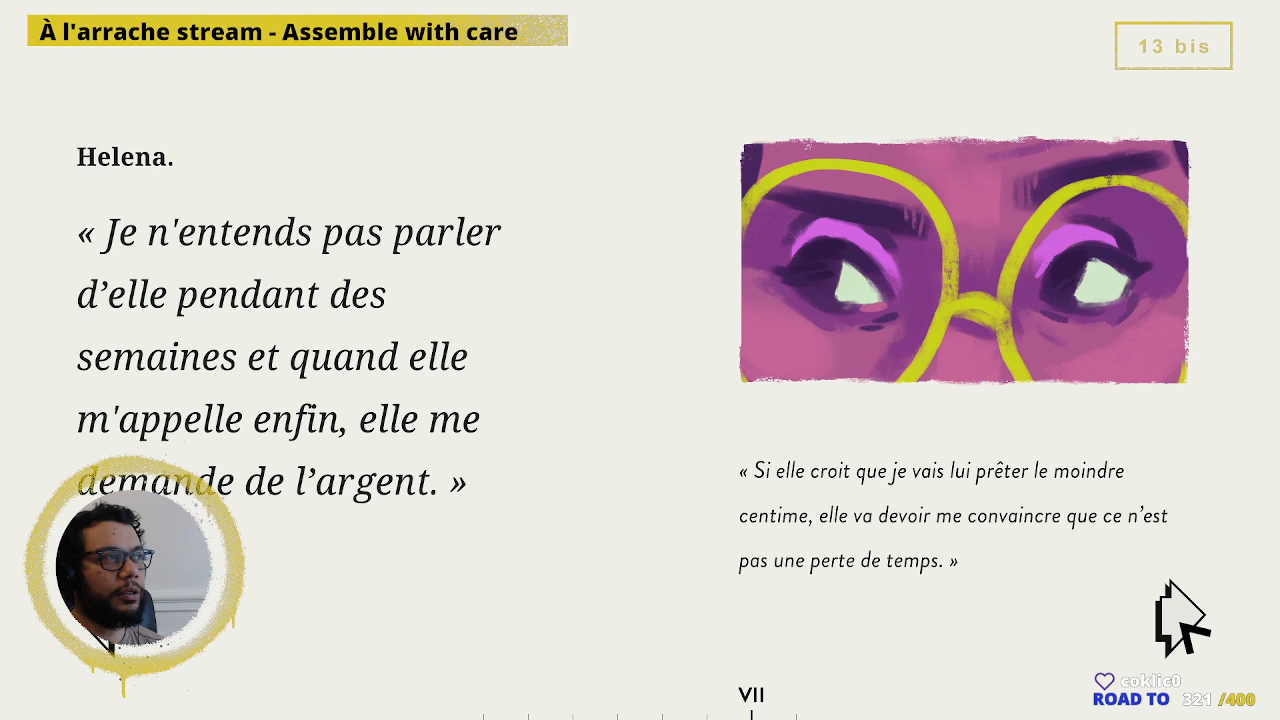 À l'arrache stream - Assemble with care
13 bis
Helena.
« Je n'entends pas parler
d’elle pendant des
semaines et quand elle
m'appelle enfin, elle me
demande de l’argent. »
« Si elle croit que je vais lui prêter le moindre
centime, elle va devoir me convaincre que ce n’est
pas une perte de temps. »
VII
coklic0
ROAD TO 321 /400